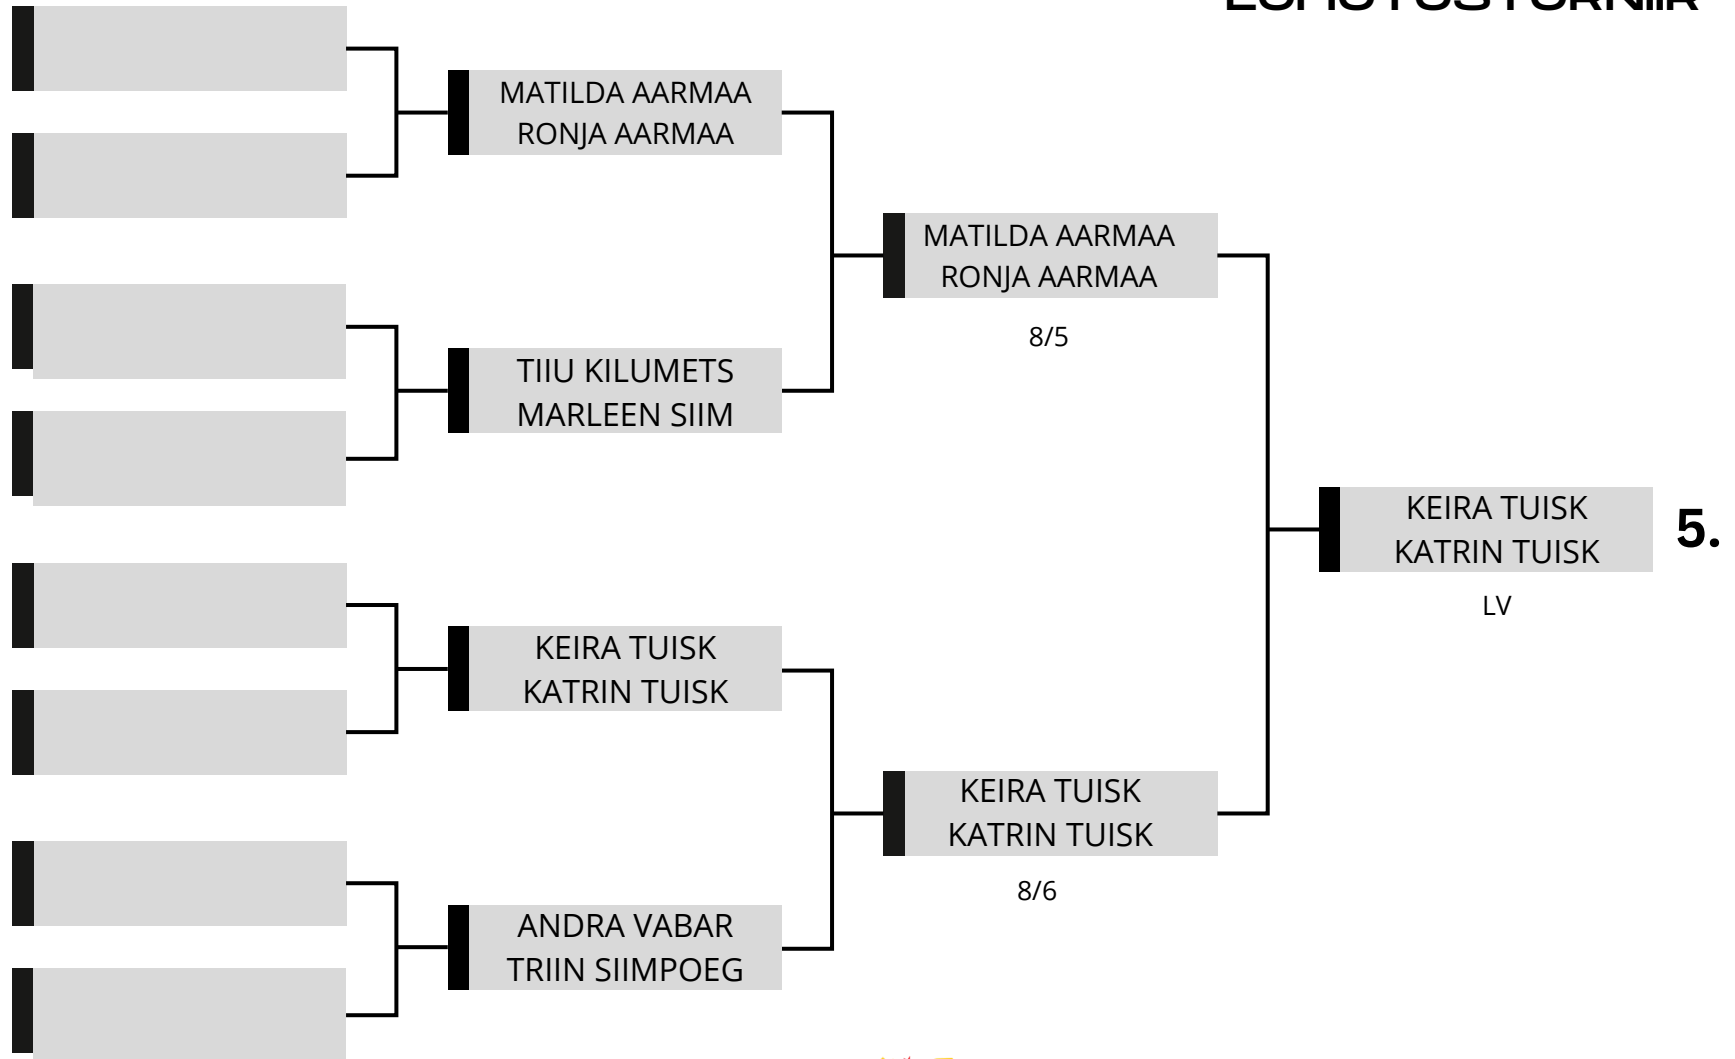 MATILDA AARMAA
RONJA AARMAA
MATILDA AARMAA
RONJA AARMAA
8/5
TIIU KILUMETS
MARLEEN SIIM
KEIRA TUISK
KATRIN TUISK
5.
LV
KEIRA TUISK
KATRIN TUISK
KEIRA TUISK
KATRIN TUISK
8/6
ANDRA VABAR
TRIIN SIIMPOEG